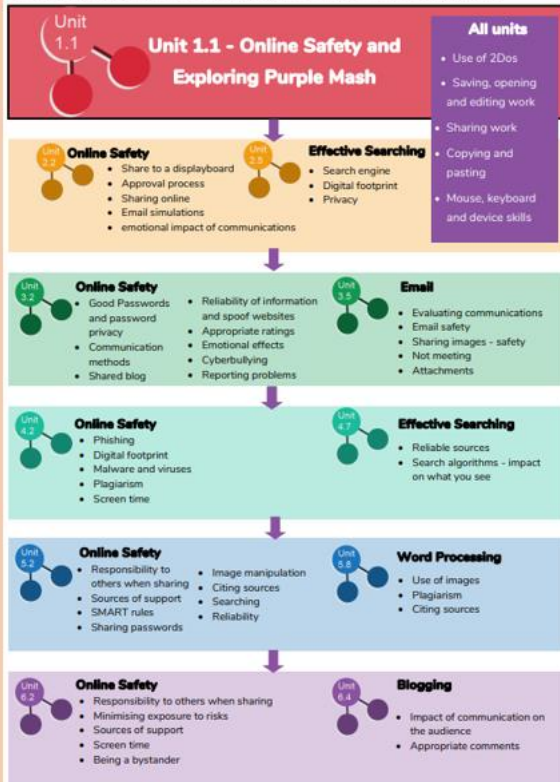 Unit
1.1
Unit 1.1 - Online Safety and
Exploring Purple Mash
All units
• Use of 2Dos
• Saving, opening
and editing work
• Sharing work
• Copying and
pasting
• Mouse, keyboard
and device skills
Unit
2.2
Online Safety
• Share to a displayboard
• Approval process
• Sharing online
• Email simulations
• emotional impact of communications
Unit
2.5
Effective Searching
• Search engine
• Digital footprint
• Privacy
Unit
3.2
Online Safety
• Good Passwords
and password
privacy
• Communication
methods
• Shared blog
• Reliability of information
and spoof websites
• Appropriate ratings
• Emotional effects
• Cyberbullying
• Reporting problems
Unit
3.5
Email
• Evaluating communications
• Email safety
• Sharing images - safety
• Not meeting
• Attachments
Unit
4.2
Online Safety
• Phishing
• Digital footprint
• Malware and viruses
• Plagiarism
• Screen time
Unit
4.7
Effective Searching
• Reliable sources
• Search algorithms - impact
on what you see
Unit
5.2
Online Safety
• Responsibility to
others when sharing
• Sources of support
• SMART rules
• Sharing passwords
• Image manipulation
• Citing sources
• Searching
• Reliability
Unit
5.8
Word Processing
• Use of images
• Plagiarism
• Citing sources
Unit
6.2
Online Safety
• Responsibility to others when sharing
• Minimising exposure to risks
• Sources of support
• Screen time
• Being a bystander
Unit
6.4
Blogging
• Impact of communication on
the audience
• Appropriate comments